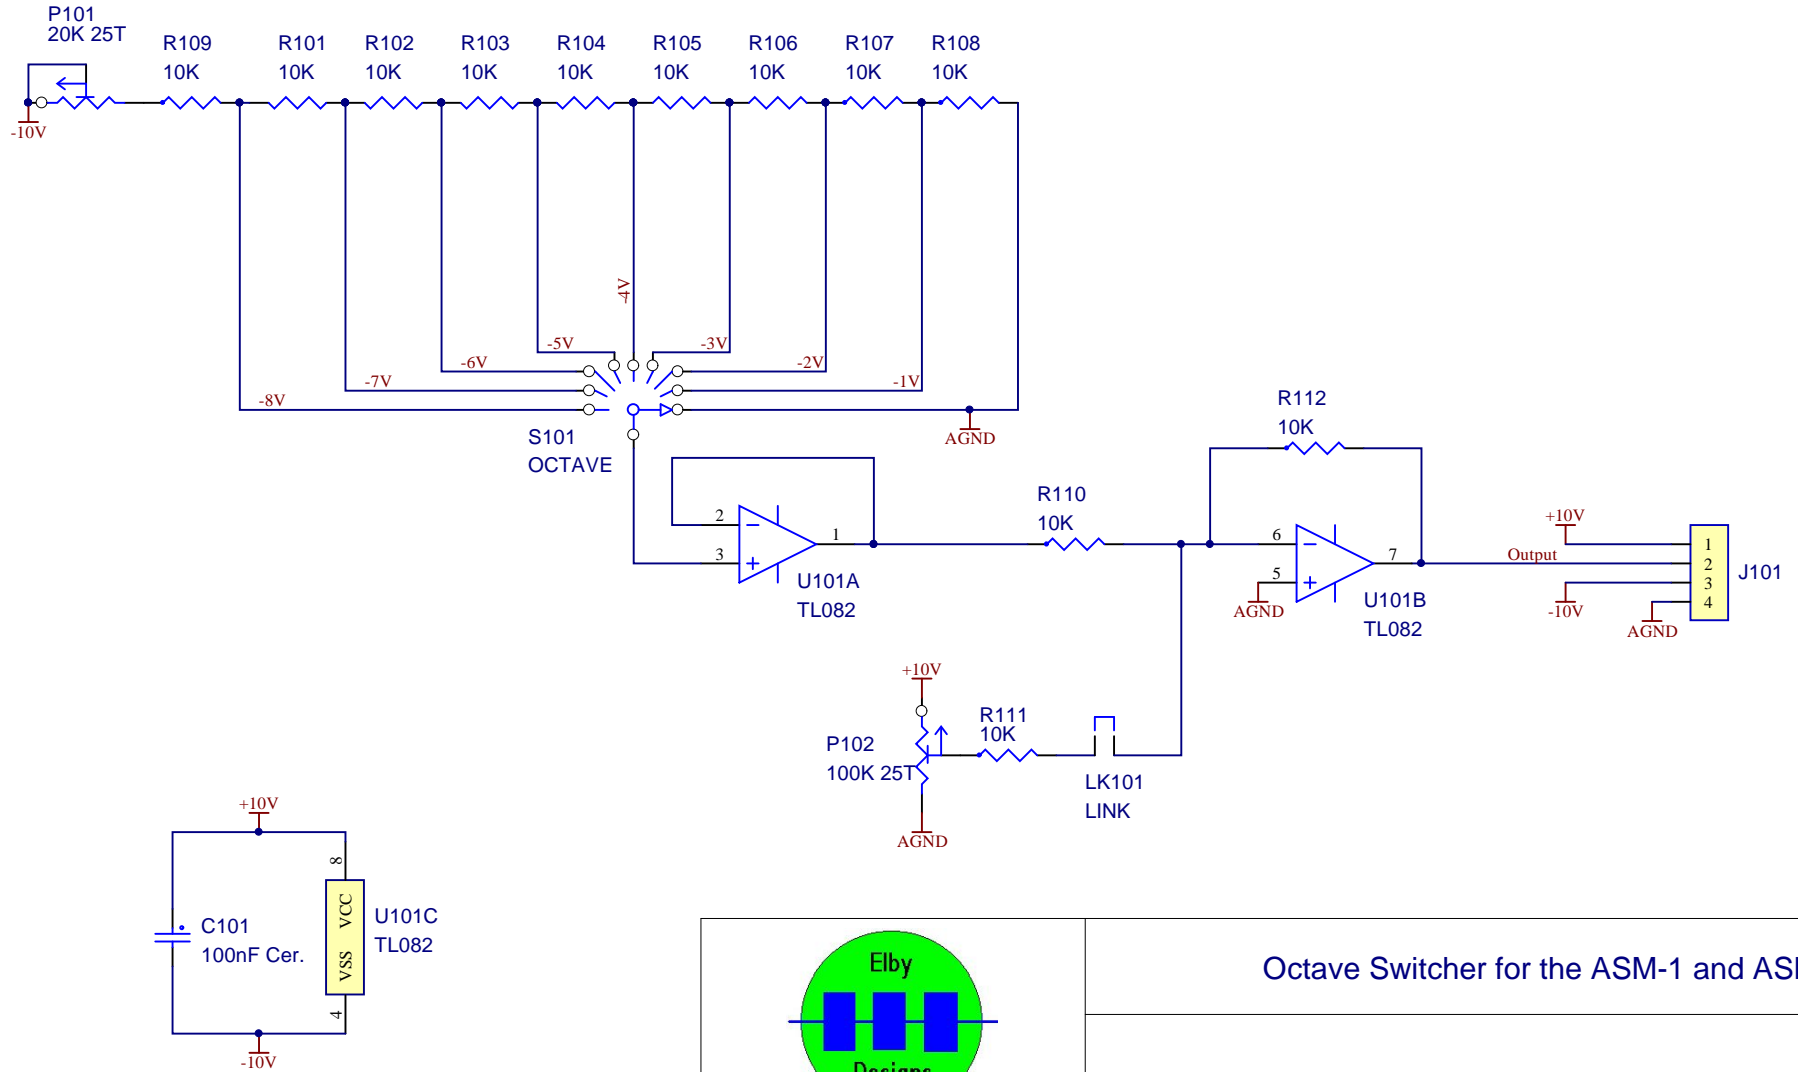 P101
20K 25T
R109
10K
R101
10K
R102
10K
R103
10K
R104
10K
R105
10K
R106
10K
R107
10K
R108
10K
-10V
-4V
-5V
-3V
-6V
-2V
-7V
-1V
-8V
S101
OCTAVE
AGND
R112
10K
R110
10K
2
3
1
U101A
TL082
6
5
7
AGND
U101B
TL082
+10V
Output
-10V
AGND
1
2
3
4
J101
+10V
P102
100K 25T
R111
10K
LK101
LINK
AGND
+10V
8
C101
100nF Cer.
VCC
VSS
U101C
TL082
4
-10V
Elby
Designs
Octave Switcher for the ASM-1 and